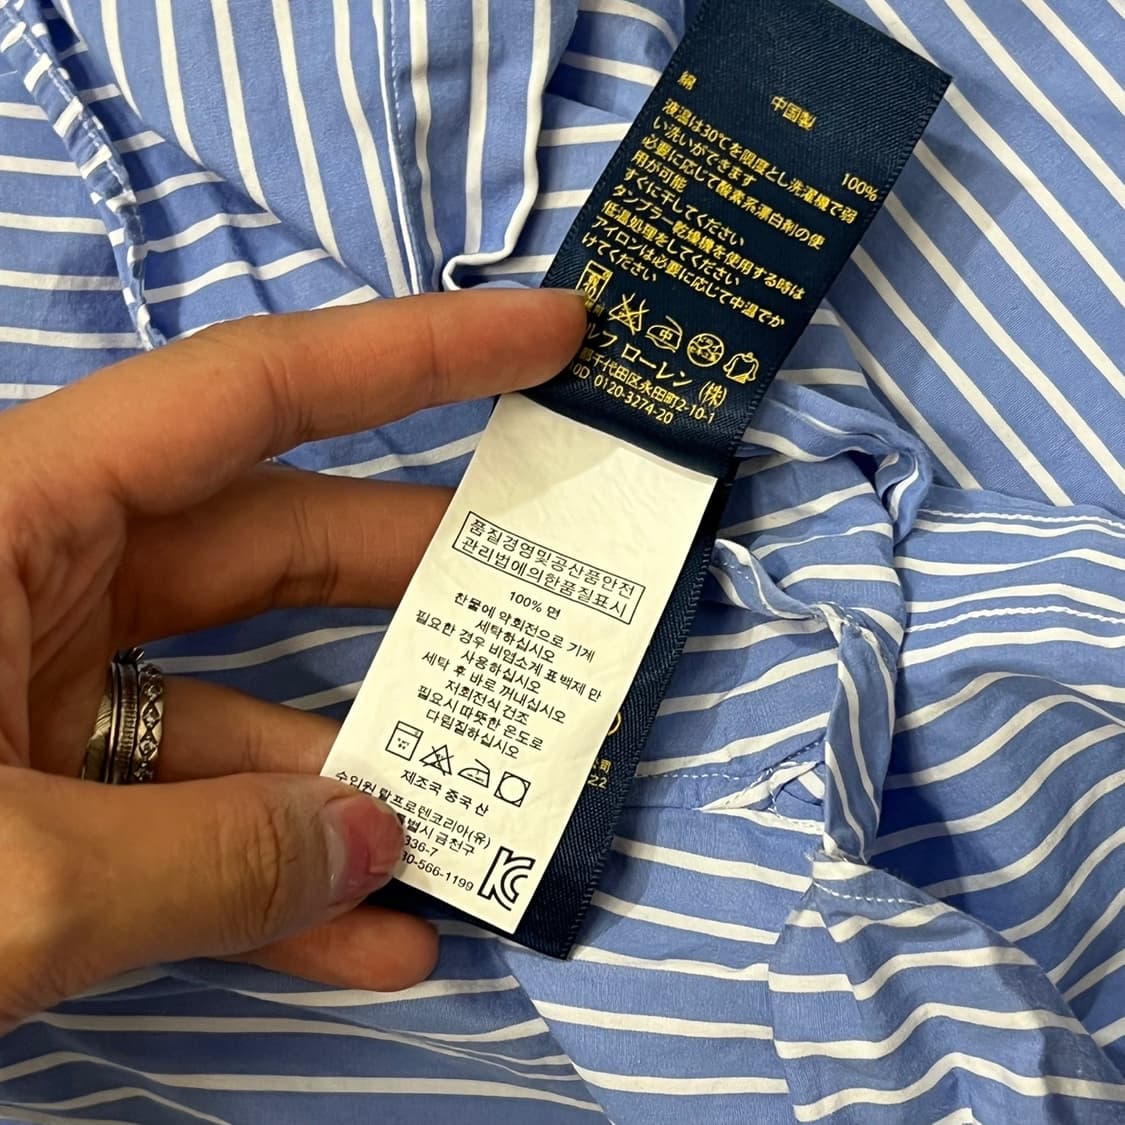 綿
100%
中国製
液温は30℃を限度とし洗濯機で弱
い洗いができます
必要に応じて酸素系漂白剤の使
用が可能
すぐに干してください
タンブラー乾燥機を使用する時は
低温処理をしてください
アイロンは必要に応じて中温でか
けてください
中
ルフ ローレン (株)
都千代田区永田町2-10-1
0120-3274-20
품질경영및공산품안전
관리법에의한품질표시
100% 면
찬물에 약회전으로 기계
세탁하십시오
필요한 경우 비염소계 표백제 만
사용하십시오
세탁 후 바로 꺼내십시오
저회전식 건조
필요시 따뜻한 온도로
다림질하십시오
제조국 중국 산
수입원 랄프로렌코리아(유)
별시 금천구
336-7
80-566-1199
司
22